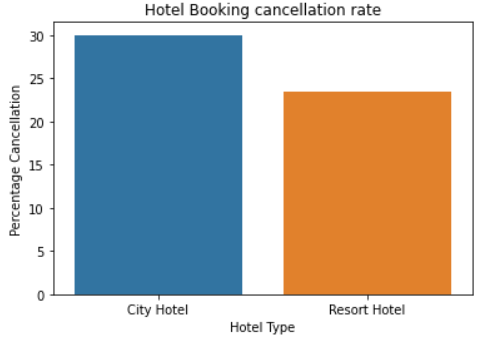 Hotel Booking cancellation rate
Percentage Cancellation
30
25
20
15
10
5
0
City Hotel
Resort Hotel
Hotel Type